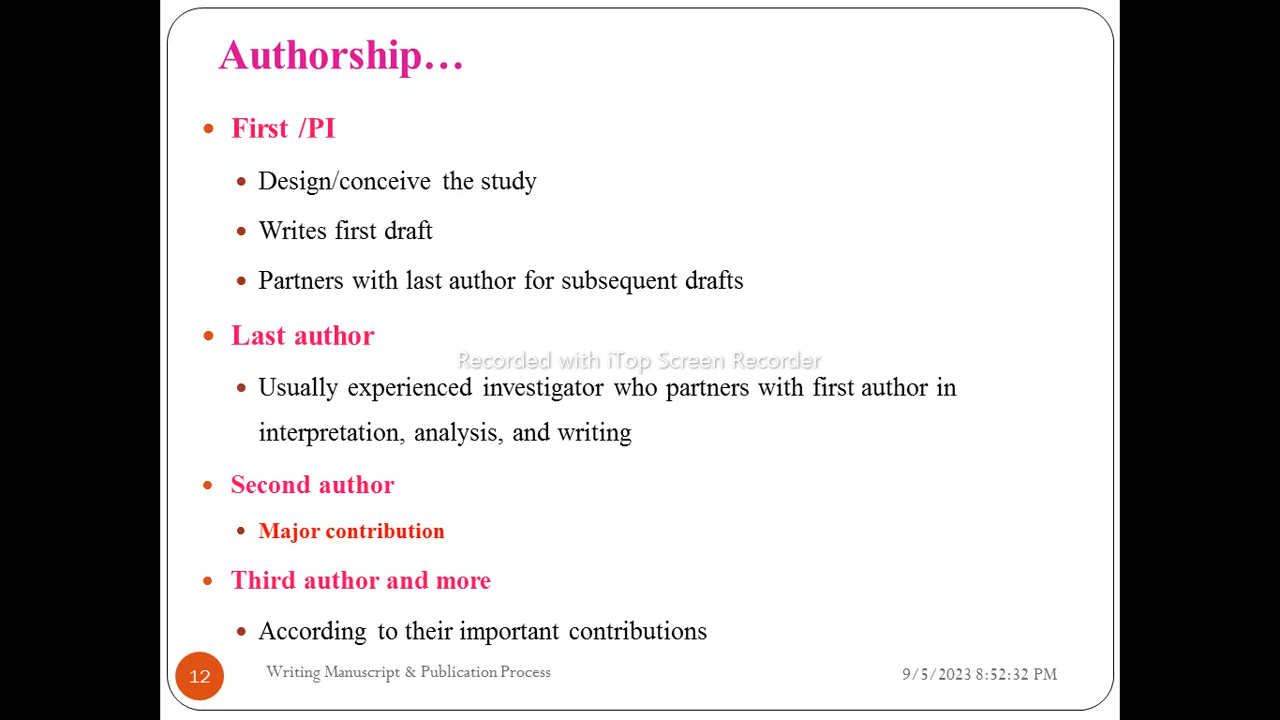 Authorship…
• First /PI
• Design/conceive the study
• Writes first draft
• Partners with last author for subsequent drafts
• Last author
Recorded with iTop Screen Recorder
• Usually experienced investigator who partners with first author in
interpretation, analysis, and writing
• Second author
• Major contribution
• Third author and more
• According to their important contributions
12
Writing Manuscript & Publication Process
9/5/2023 8:52:32 PM